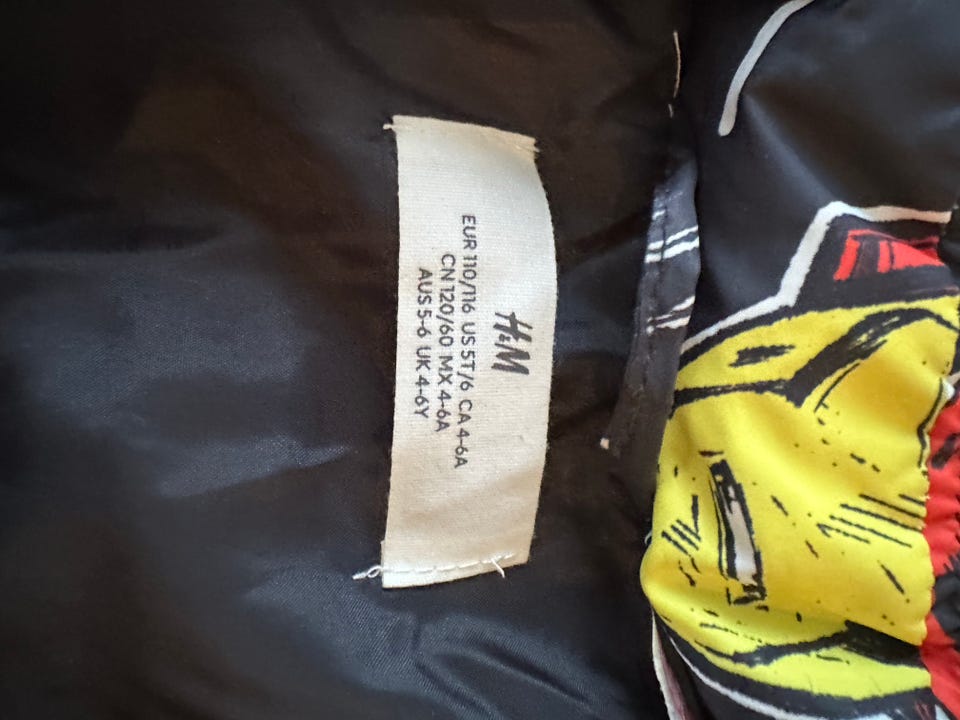 H&M
EUR 110/116 US 5T/6 CA 4-6A
CN 120/60 MX 4-6A
AUS 5-6 UK 4-6Y